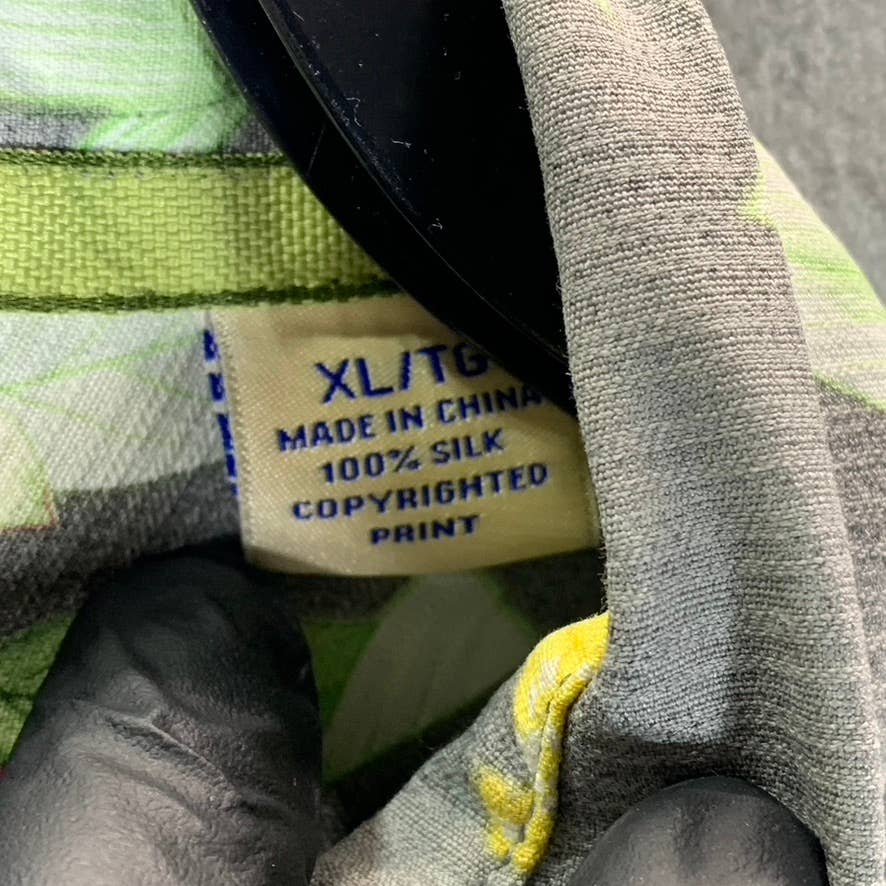 XL/TG
MADE IN CHINA
100% SILK
COPYRIGHTED
PRINT